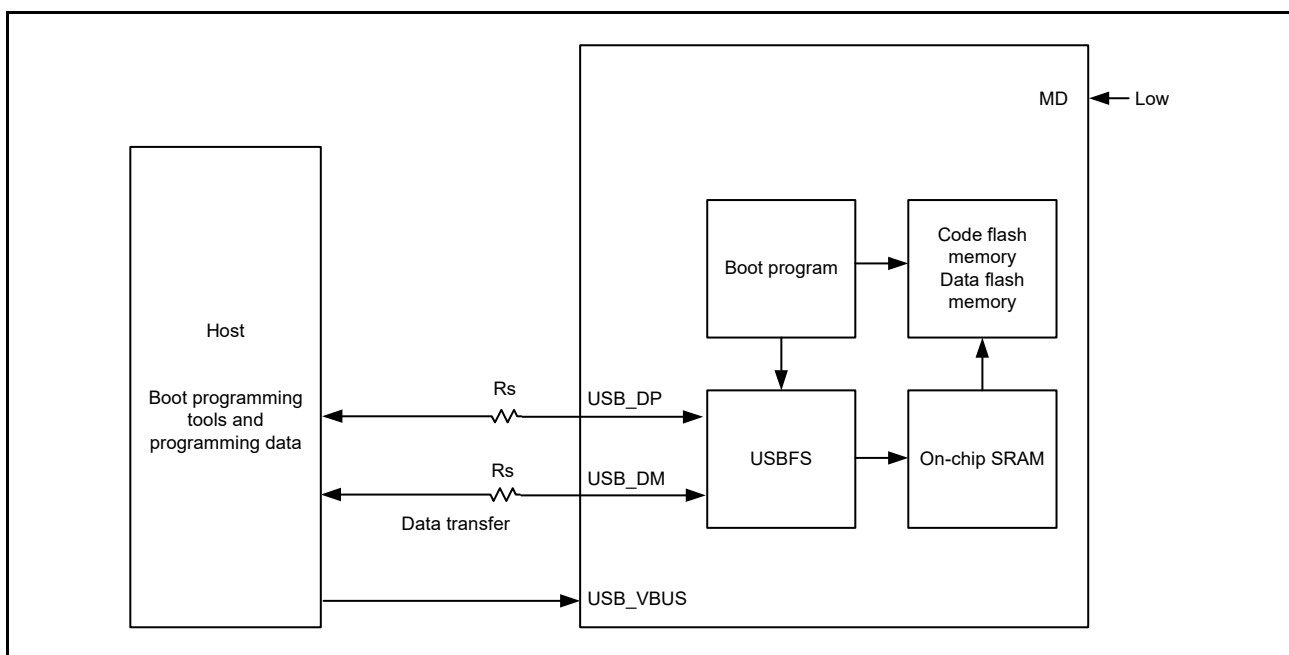 MD
Low
Boot program
Code flash
memory
Data flash
memory
Host
Boot programming
tools and
programming data
Rs
USB_DP
Rs
USB_DM
Data transfer
USBFS
On-chip SRAM
USB_VBUS